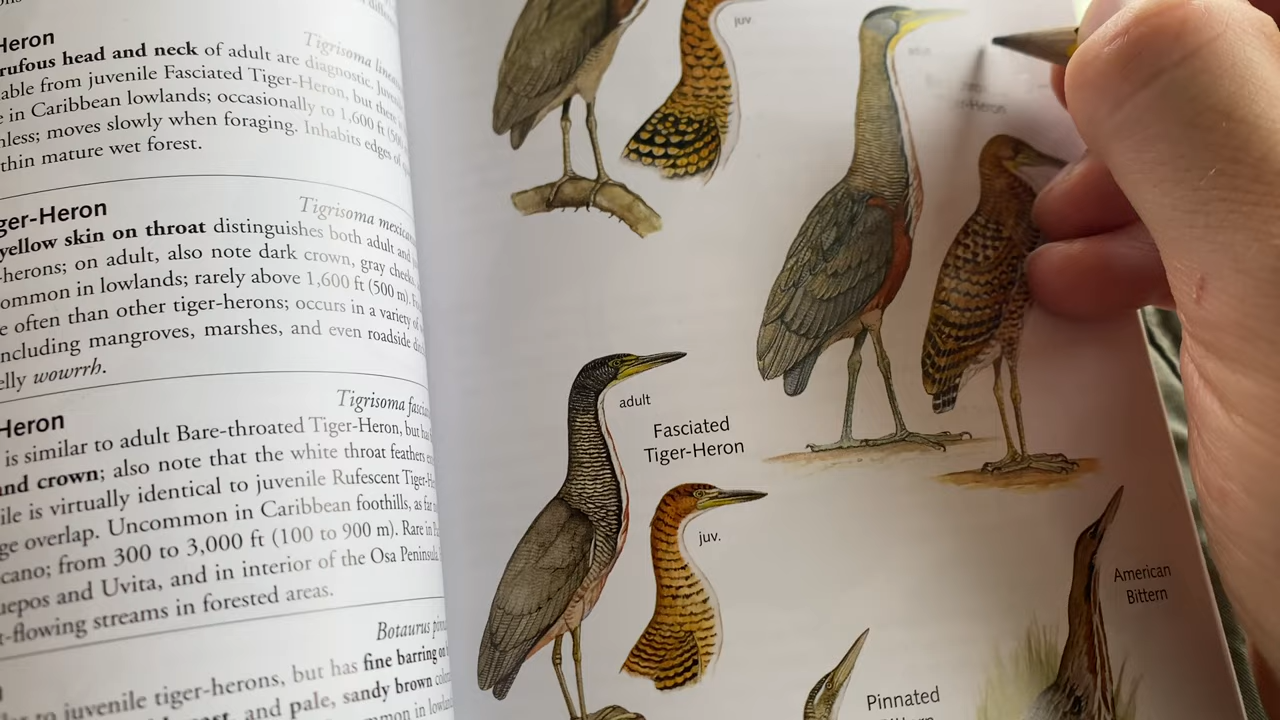 Heron
Tigrisoma
rufous head and neck of adult are diagnostic.
able from juvenile Fasciated Tiger-Heron, but
in Caribbean lowlands; occasionally to 1,600 ft
less; moves slowly when foraging. Inhabits edges of
thin mature wet forest.
ger-Heron
Tigrisoma
yellow skin on throat distinguishes both adult and
-herons; on adult, also note dark crown, gray
ommon in lowlands; rarely above 1,600 ft (500 m).
e often than other tiger-herons; occurs in a variety of
ncluding mangroves, marshes, and even roadside
elly wowrrh.
Heron
Tigrisoma
is similar to adult Bare-throated Tiger-Heron, but
and crown; also note that the white throat feathers
ile is virtually identical to juvenile Rufescent Tiger-
ge overlap. Uncommon in Caribbean foothills, as far
cano; from 300 to 3,000 ft (100 to 900 m). Rare in
uepos and Uvita, and in interior of the Osa Peninsula.
t-flowing streams in forested areas.
Botaurus
to juvenile tiger-herons, but has fine barring on
and pale, sandy brown
mmon in
juv.
-Heron
adult
Fasciated
Tiger-Heron
juv.
American
Bittern
Pinnated